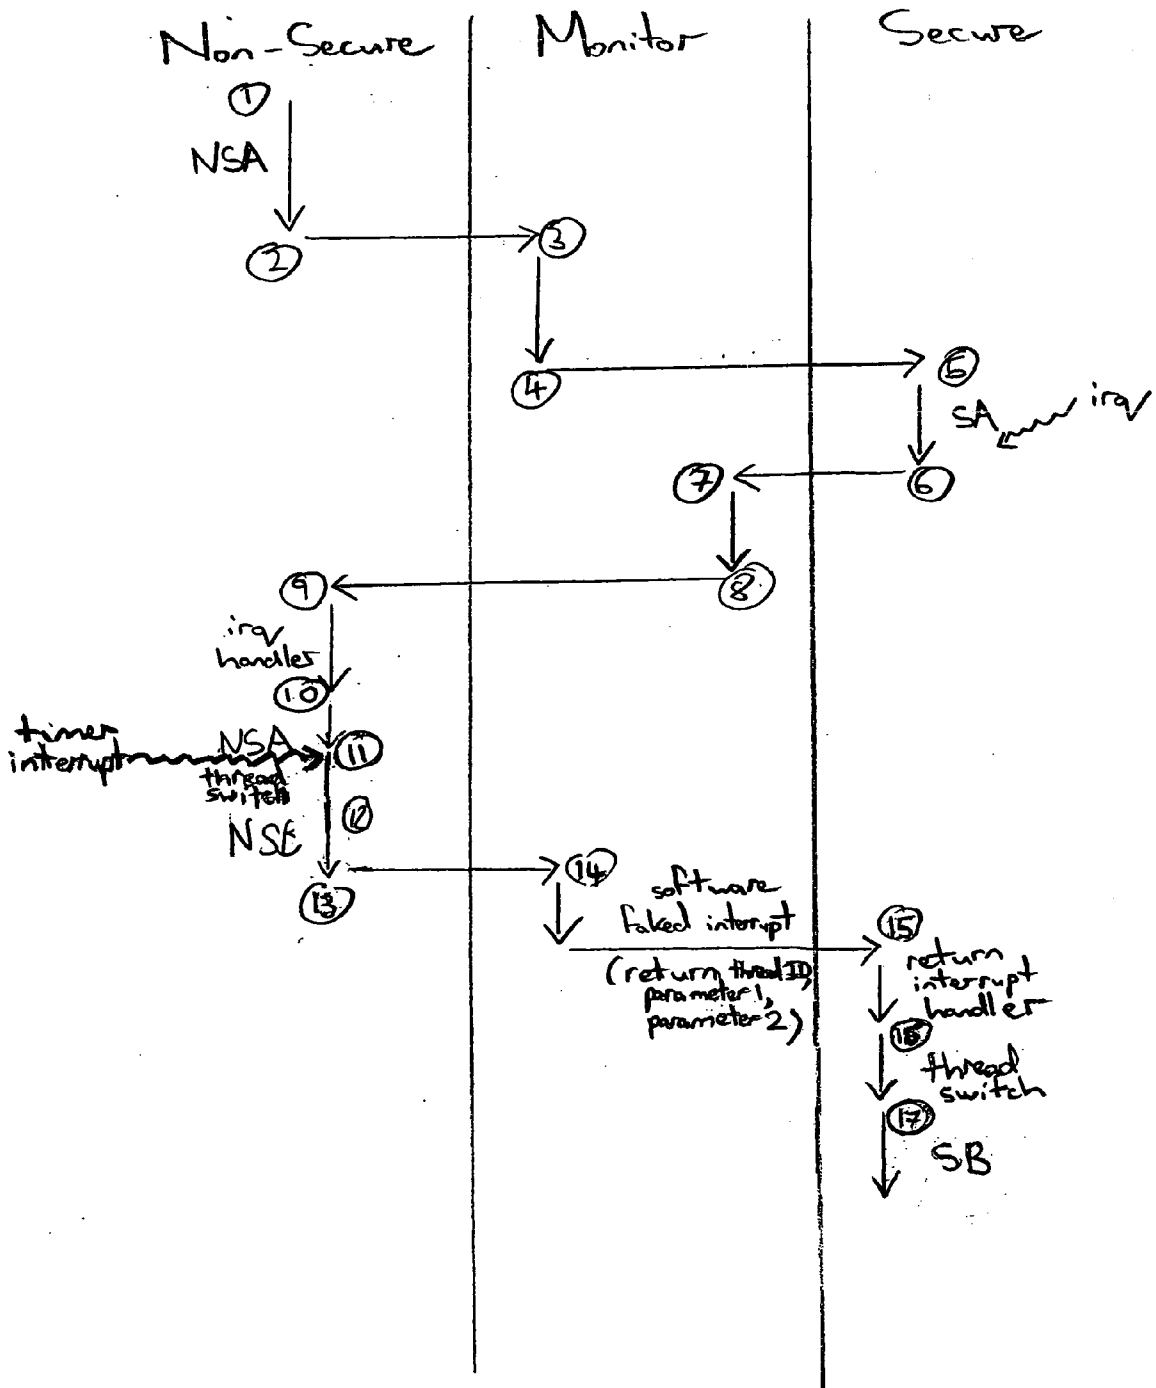 Non-Secure
Monitor
Secure
1
NSA
2
3
4
5
SA
irq
6
7
8
9
irq
handler
10
timer
interrupt
NSA
11
thread
switch
12
13
14
software
faked interrupt
(return, thread ID,
parameter 1,
parameter 2)
15
return
interrupt
handler
16
thread
switch
17
SB